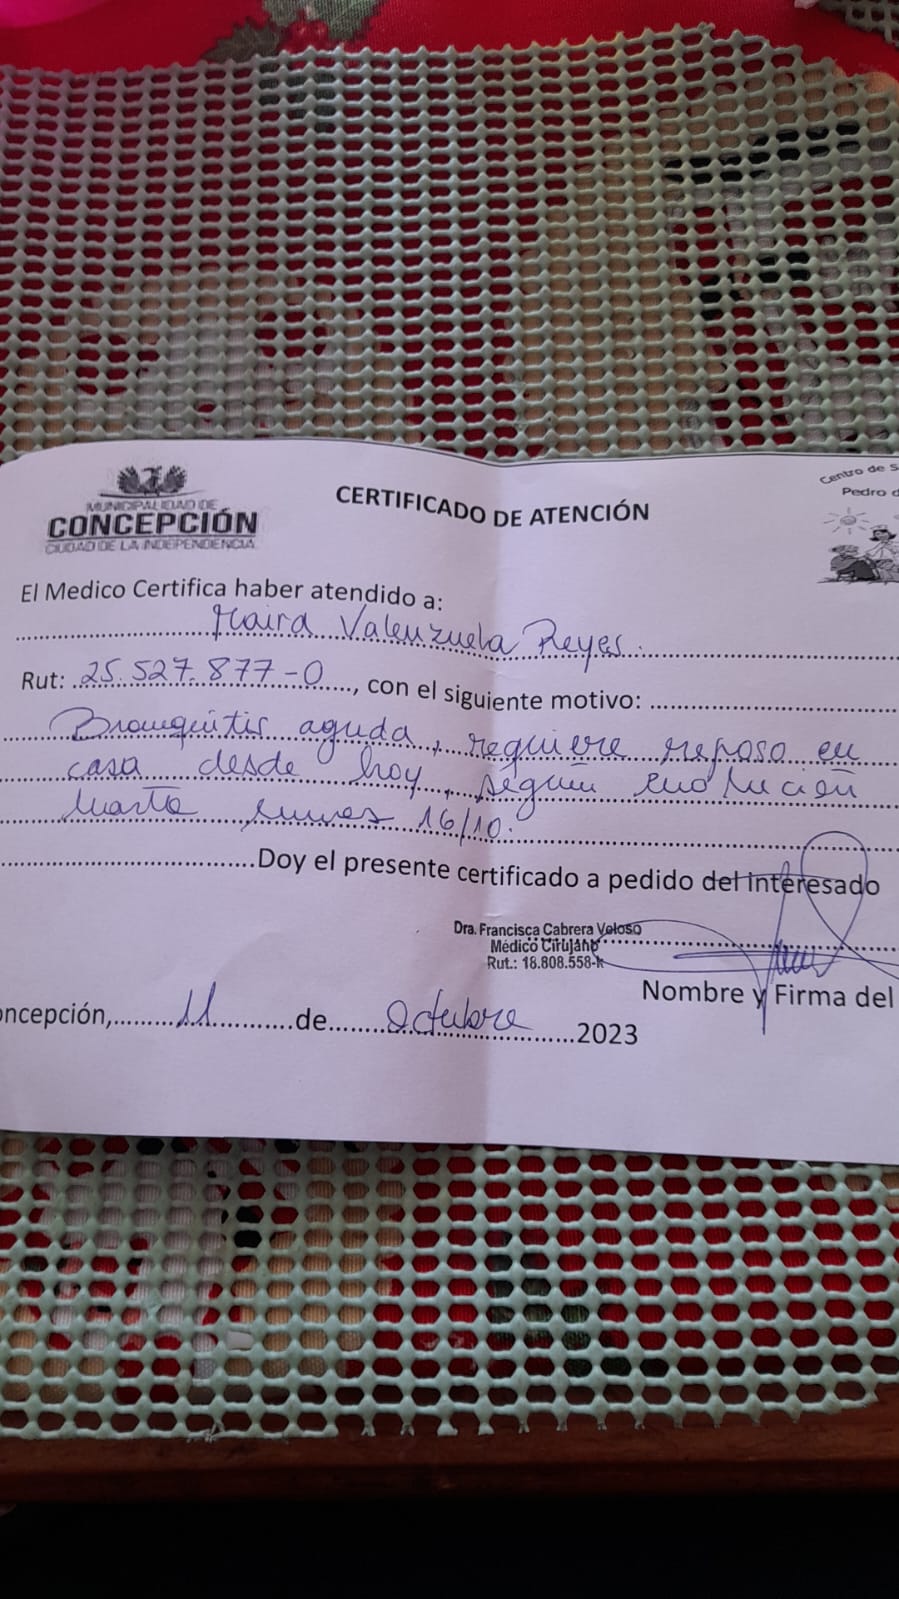 MUNICIPALIDAD DE
CONCEPCIÓN
CIUDAD DE LA INDEPENDENCIA
CERTIFICADO DE ATENCIÓN
Centro de S
Pedro d
El Medico Certifica haber atendido a:
Maira Valenzuela Reyes
Rut: 25.527.877-0, con el siguiente motivo:
Bronquitis aguda, requiere reposo en
casa desde hoy, según evolución
hasta lunes 16/10.
Doy el presente certificado a pedido del interesado
Dra. Francisca Cabrera Veloso
Médico Cirujano
Rut.: 18.808.558-k
Nombre y Firma del
oncepción, 11 de Octubre 2023